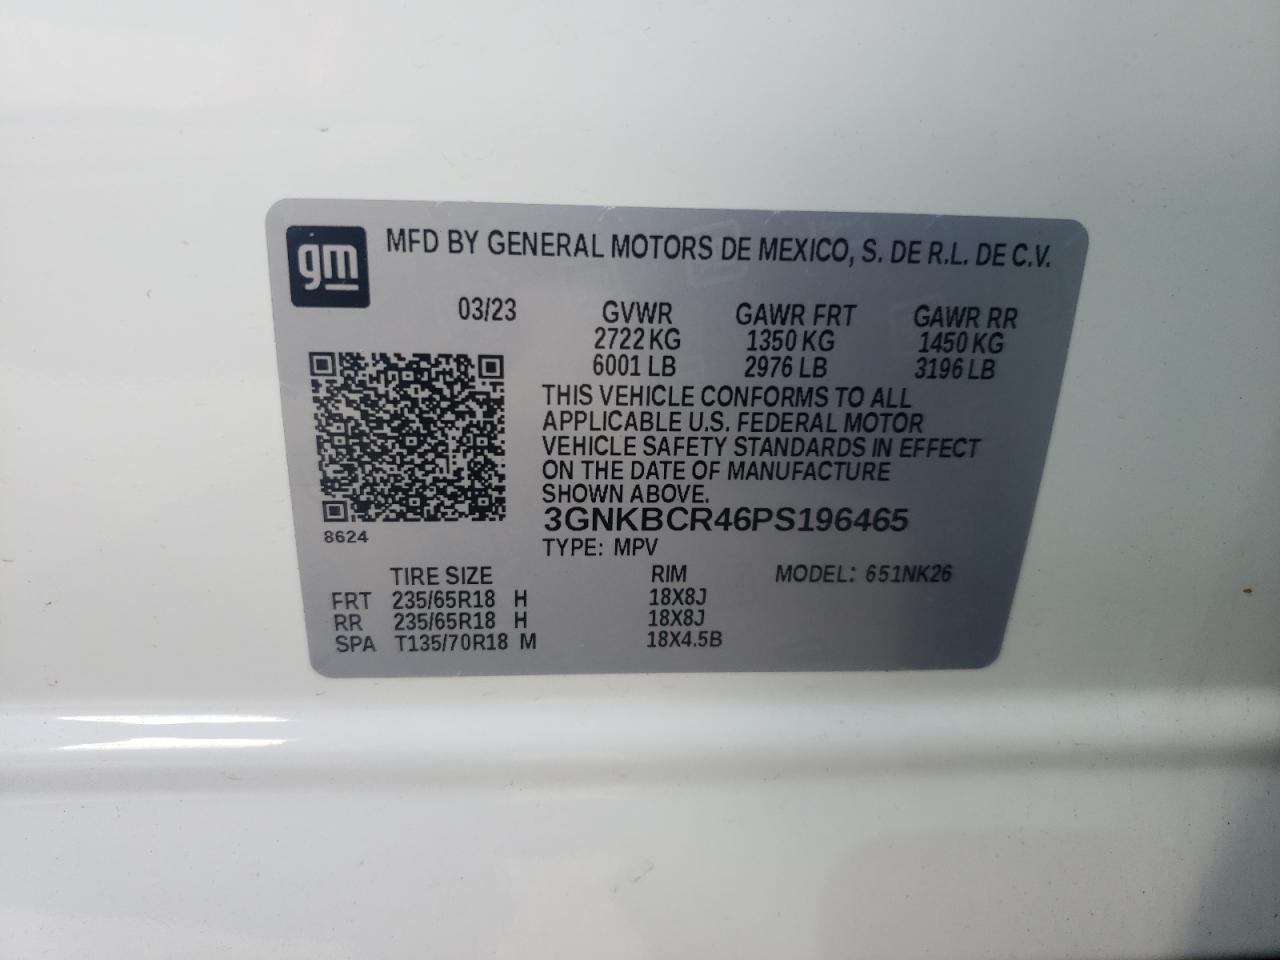 gm
MFD BY GENERAL MOTORS DE MEXICO, S. DE R.L. DE C.V.
03/23 GVWR GAWR FRT GAWR RR
2722 KG 1350 KG 1450 KG
6001 LB 2976 LB 3196 LB
THIS VEHICLE CONFORMS TO ALL
APPLICABLE U.S. FEDERAL MOTOR
VEHICLE SAFETY STANDARDS IN EFFECT
ON THE DATE OF MANUFACTURE
SHOWN ABOVE.
3GNKBCR46PS196465
8624
TYPE: MPV
TIRE SIZE RIM MODEL: 651NK26
FRT 235/65R18 H 18X8J
RR 235/65R18 H 18X8J
SPA T135/70R18 M 18X4.5B